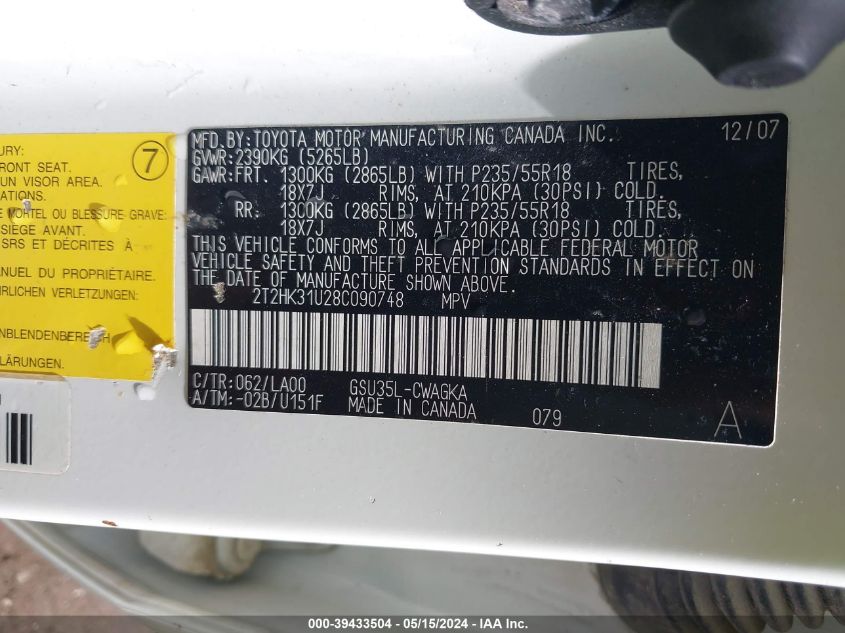 MFD. BY: TOYOTA MOTOR MANUFACTURING CANADA INC. 12/07
GVWR: 2390KG (5265LB)
GAWR: FRT. 1300KG (2865LB) WITH P235/55R18 TIRES,
18X7J RIMS, AT 210KPA (30PSI) COLD.
RR: 1300KG (2865LB) WITH P235/55R18 TIRES,
18X7J RIMS, AT 210KPA (30PSI) COLD.
THIS VEHICLE CONFORMS TO ALL APPLICABLE FEDERAL MOTOR
VEHICLE SAFETY AND THEFT PREVENTION STANDARDS IN EFFECT ON
THE DATE OF MANUFACTURE SHOWN ABOVE.
2T2HK31U28C090748 MPV
C/TR: 062/LA00 GSU35L-CWAGKA
A/TM: -02B/U151F MADE IN CANADA 079 A
URY: 7
FRONT SEAT.
UN VISOR AREA.
ATIONS.
E MORTEL OU BLESSURE GRAVE:
SIÈGE AVANT.
SRS ET DÉCRITES À
ANUEL DU PROPRIÉTAIRE.
HRLICHEN VERLETZUNGEN:
NNBLENDENBEREICH
LÄRUNGEN.
000-39433504 - 05/15/2024 - IAA Inc.